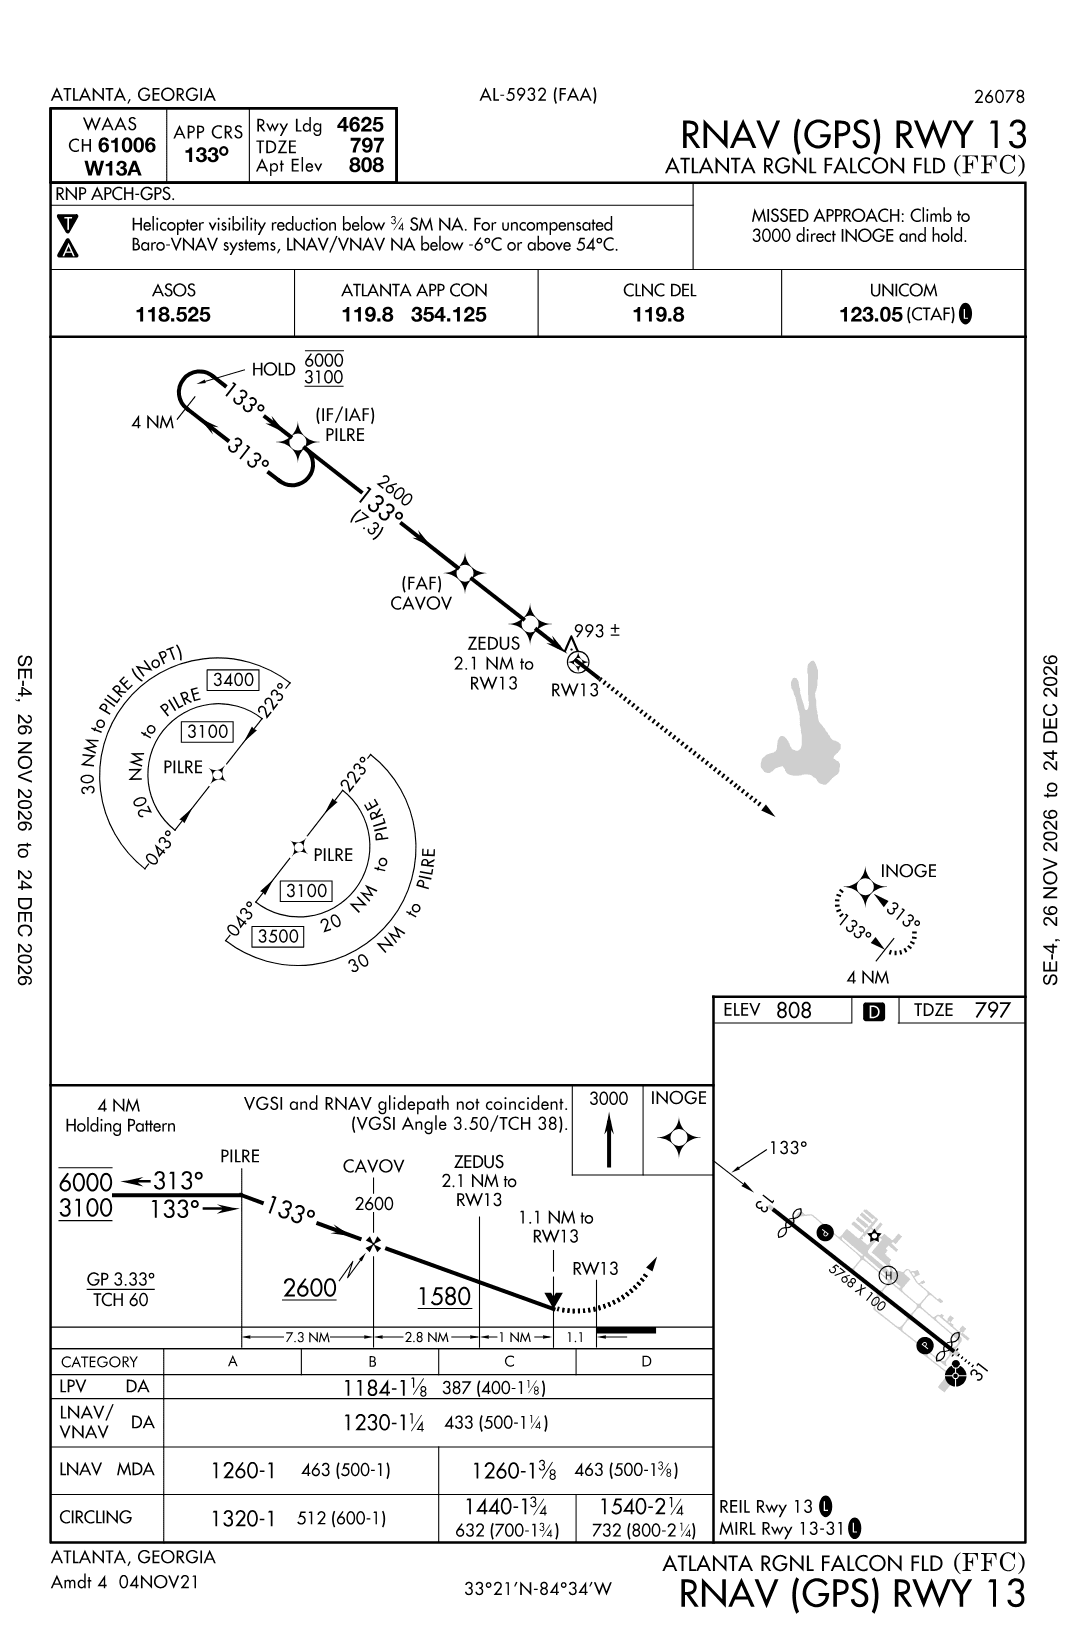 ATLANTA, GEORGIA
AL-5932 (FAA)
26078
WAAS
CH 61006
W13A
APP CRS
133°
Rwy Ldg 4625
TDZE 797
Apt Elev 808
RNAV (GPS) RWY 13
ATLANTA RGNL FALCON FLD (FFC)
RNP APCH-GPS.
T
A
Helicopter visibility reduction below ¾ SM NA. For uncompensated
Baro-VNAV systems, LNAV/VNAV NA below -6°C or above 54°C.
MISSED APPROACH: Climb to
3000 direct INOGE and hold.
ASOS
118.525
ATLANTA APP CON
119.8 354.125
CLNC DEL
119.8
UNICOM
123.05 (CTAF) L
HOLD 6000
3100
133°
4 NM
313°
(IF/IAF)
PILRE
2600
133°
(7.3)
(FAF)
CAVOV
ZEDUS
2.1 NM to
RW13
993 ±
RW13
30 NM to PILRE (NoPT)
3400
223°
20 NM to PILRE
3100
PILRE
043°
223°
PILRE
3100
20 NM to PILRE
043°
3500
30 NM to PILRE
INOGE
313°
133°
4 NM
SE-4, 26 NOV 2026 to 24 DEC 2026
SE-4, 26 NOV 2026 to 24 DEC 2026
ELEV 808
D
TDZE 797
133°
13
P
H
5768 X 100
P
31
REIL Rwy 13 L
MIRL Rwy 13-31 L
4 NM
Holding Pattern
VGSI and RNAV glidepath not coincident.
(VGSI Angle 3.50/TCH 38).
3000
INOGE
PILRE
CAVOV
2600
ZEDUS
2.1 NM to
RW13
1.1 NM to
RW13
RW13
6000
3100
313°
133°
133°
GP 3.33°
TCH 60
2600
1580
7.3 NM
2.8 NM
1 NM
1.1
CATEGORY A B C D
LPV DA 1184-1⅛ 387 (400-1⅛)
LNAV/
VNAV DA 1230-1¼ 433 (500-1¼)
LNAV MDA 1260-1 463 (500-1) 1260-1⅜ 463 (500-1⅜)
CIRCLING 1320-1 512 (600-1)
1440-1¾
632 (700-1¾)
1540-2¼
732 (800-2¼)
ATLANTA, GEORGIA
Amdt 4 04NOV21
33°21'N-84°34'W
ATLANTA RGNL FALCON FLD (FFC)
RNAV (GPS) RWY 13